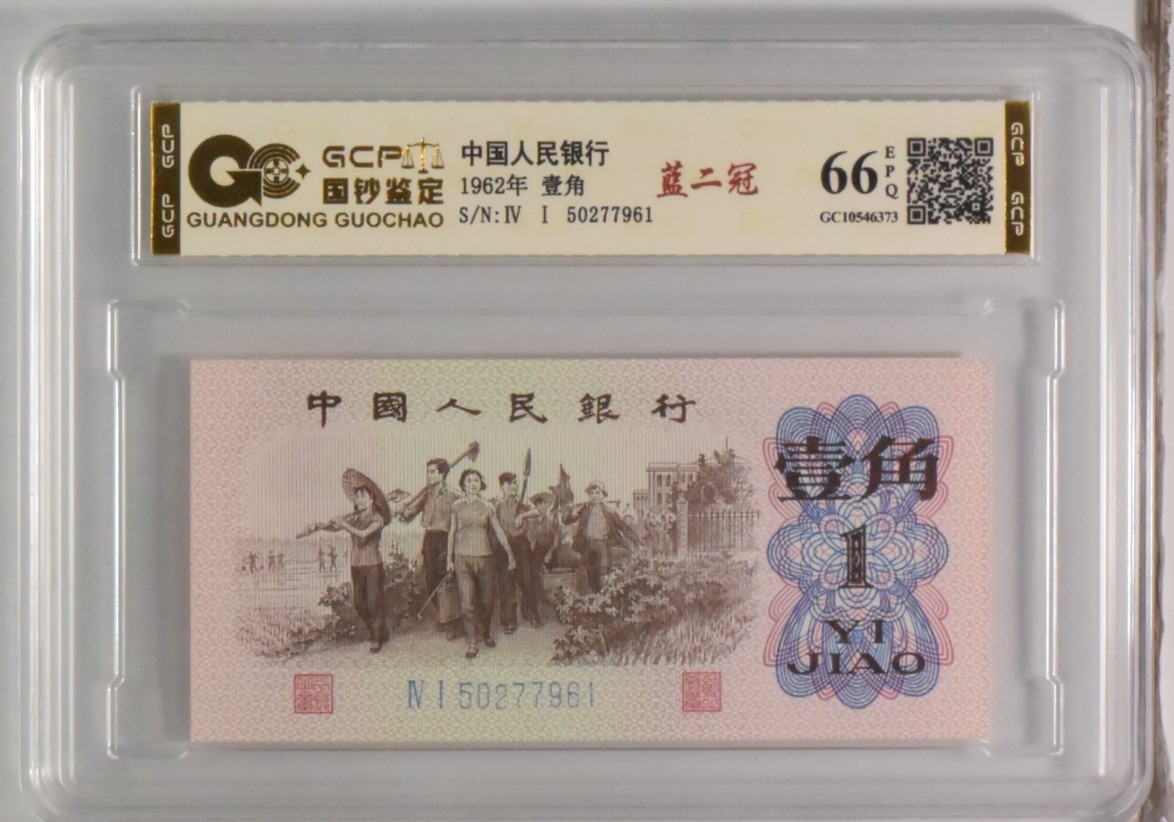 GCP GCP
GCP
国钞鉴定
GUANGDONG GUOCHAO
中国人民银行
1962年 壹角
S/N:Ⅳ Ⅰ 50277961
蓝二冠
66 EPQ
GC10546373
GCP GCP
中國人民銀行
壹角
1
YI
JIAO
Ⅳ Ⅰ 50277961